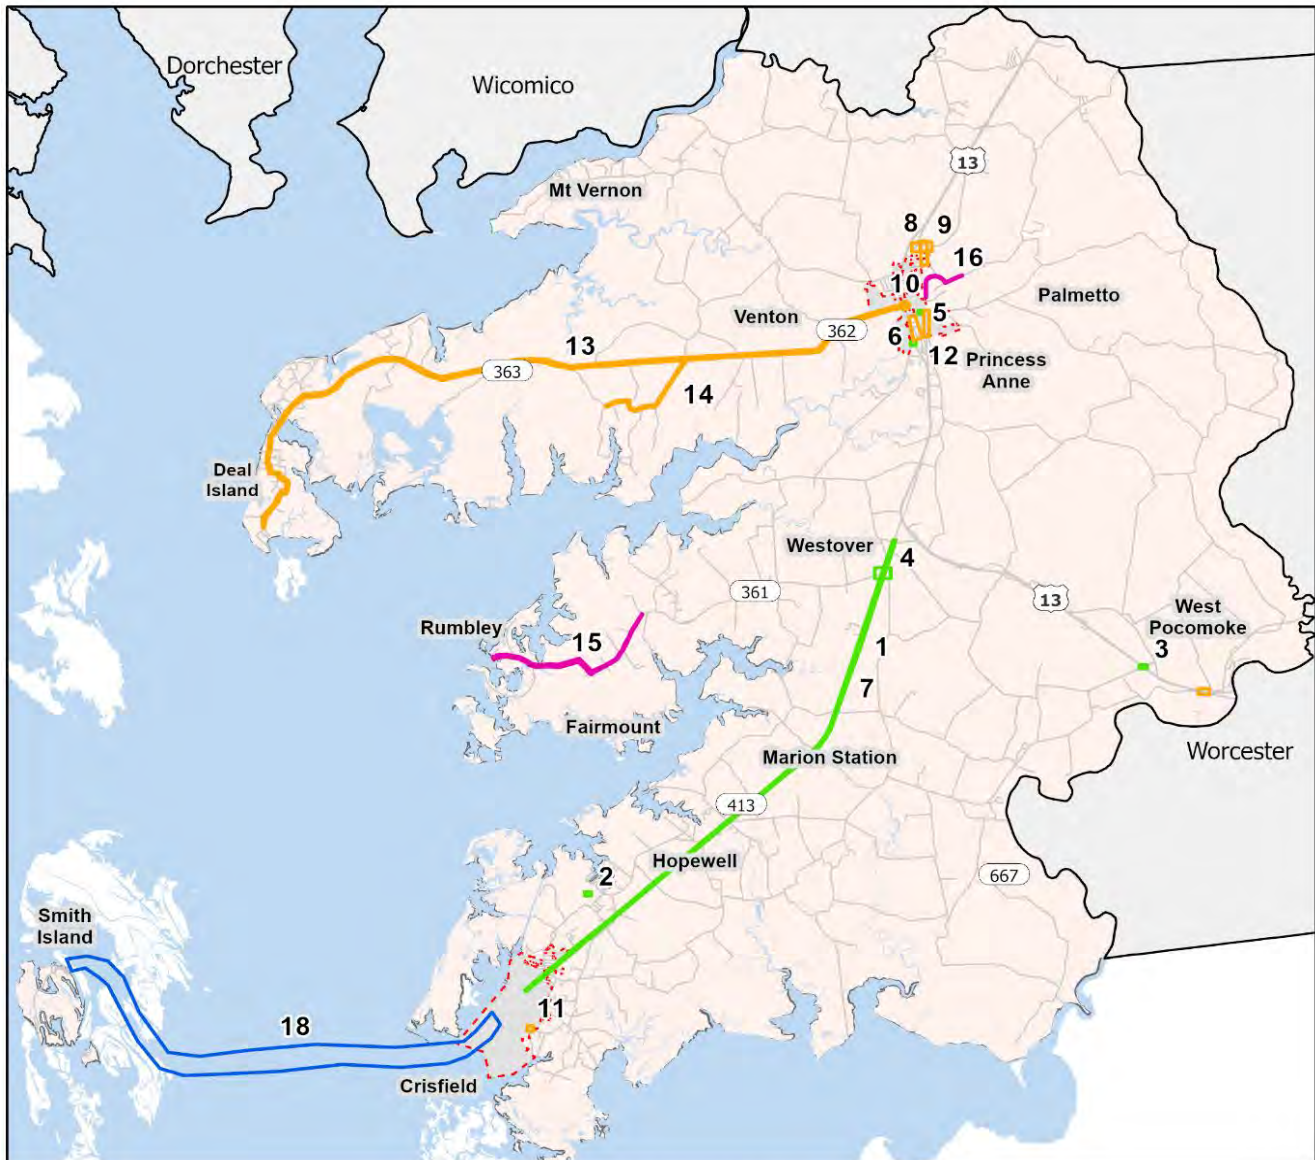 Dorchester
Wicomico
13
Mt Vernon
8
9
16
10
Palmetto
Venton
5
362
6
13
12
Princess
Anne
363
14
Deal
Island
Westover
4
361
13
West
Pocomoke
Rumbley
15
1
3
7
Fairmount
Marion Station
Worcester
413
Hopewell
667
2
Smith
Island
11
18
Crisfield